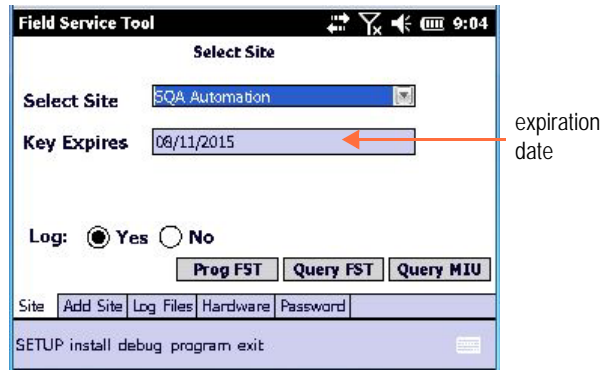 Field Service Tool 9:04
Select Site
Select Site SQA Automation
Key Expires 08/11/2015
expiration
date
Log: Yes No
Prog FST Query FST Query MIU
Site Add Site Log Files Hardware Password
SETUP install debug program exit